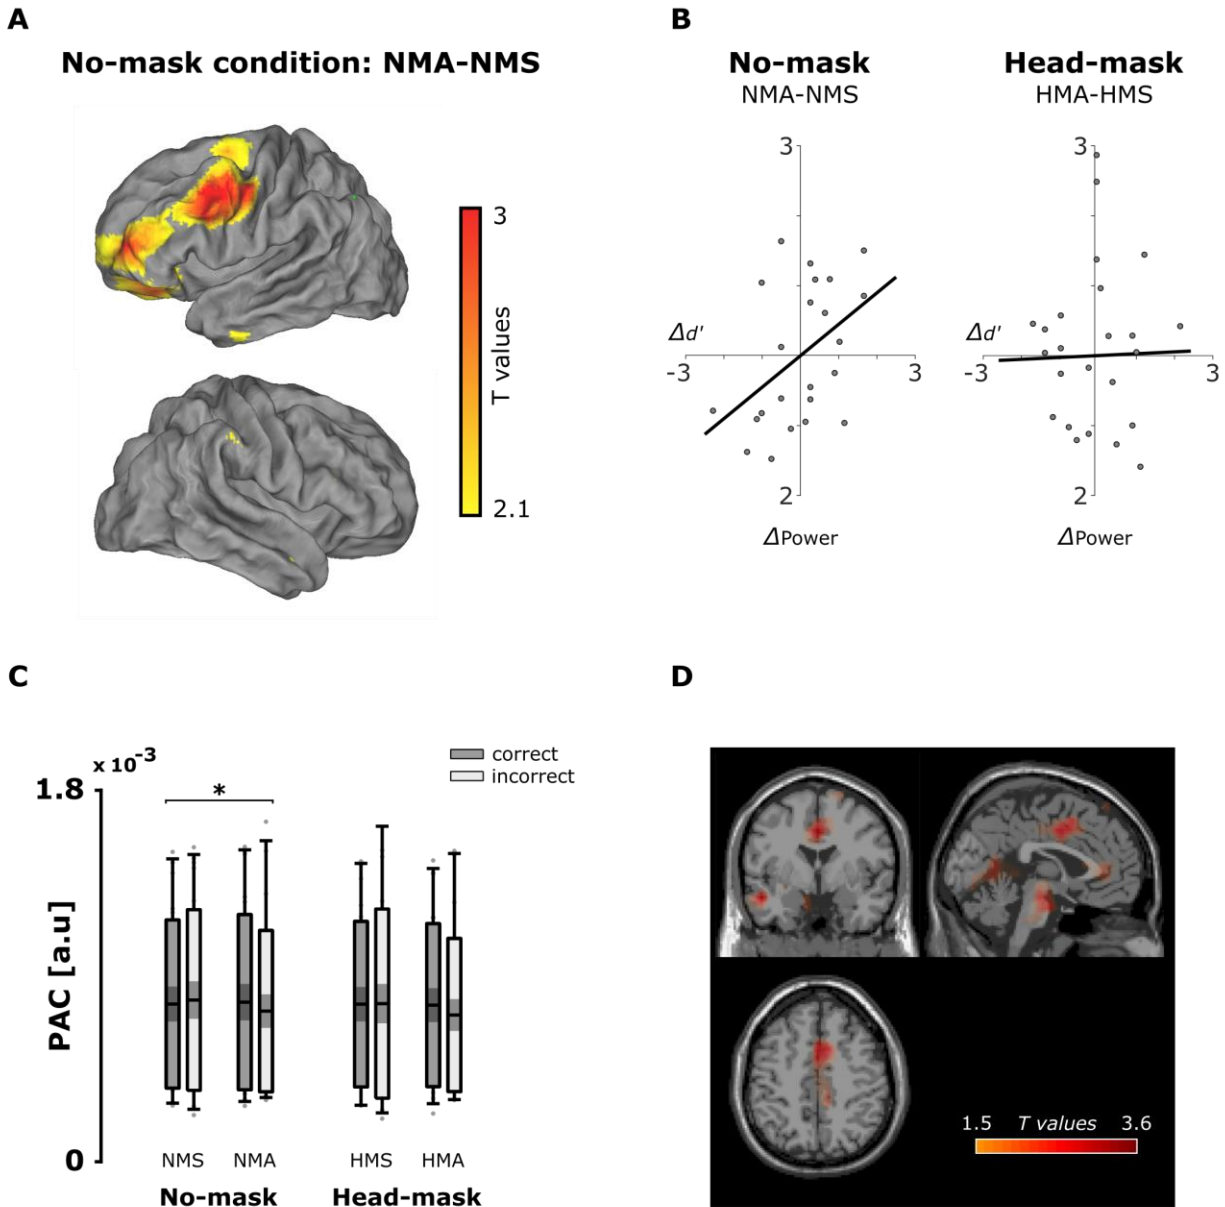 A
No-mask condition: NMA-NMS
3
T values
2.1
B
No-mask
NMA-NMS
3
Δd'
-3
3
2
ΔPower
Head-mask
HMA-HMS
3
Δd'
-3
3
2
ΔPower
C
x 10-3
1.8
PAC [a.u]
0
correct
incorrect
*
NMS NMA HMS HMA
No-mask Head-mask
D
1.5 T values 3.6